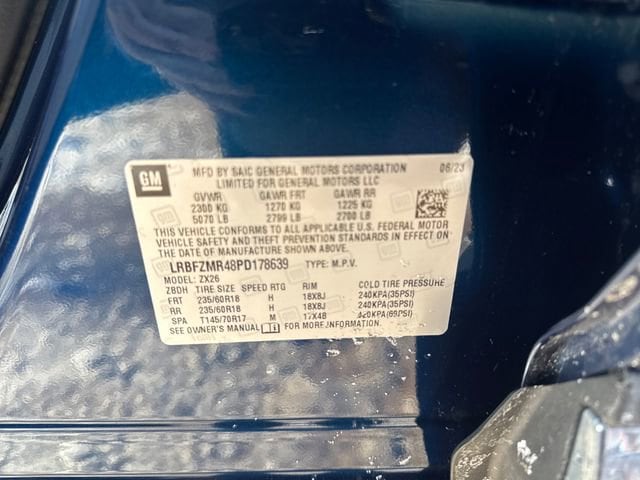 GM
MFD BY SAIC GENERAL MOTORS CORPORATION 06/23
LIMITED FOR GENERAL MOTORS LLC
GVWR GAWR FRT GAWR RR
2300 KG 1270 KG 1225 KG
5070 LB 2799 LB 2700 LB
THIS VEHICLE CONFORMS TO ALL APPLICABLE U.S. FEDERAL MOTOR
VEHICLE SAFETY AND THEFT PREVENTION STANDARDS IN EFFECT ON
THE DATE OF MANUFACTURE SHOWN ABOVE.
LRBFZMR48PD178639 TYPE: M.P.V.
MODEL: ZX26
ZBDH TIRE SIZE SPEED RTG RIM COLD TIRE PRESSURE
FRT 235/60R18 H 18X8J 240KPA(35PSI)
RR 235/60R18 H 18X8J 240KPA(35PSI)
SPA T145/70R17 M 17X4B 420KPA(60PSI)
SEE OWNER'S MANUAL FOR MORE INFORMATION.